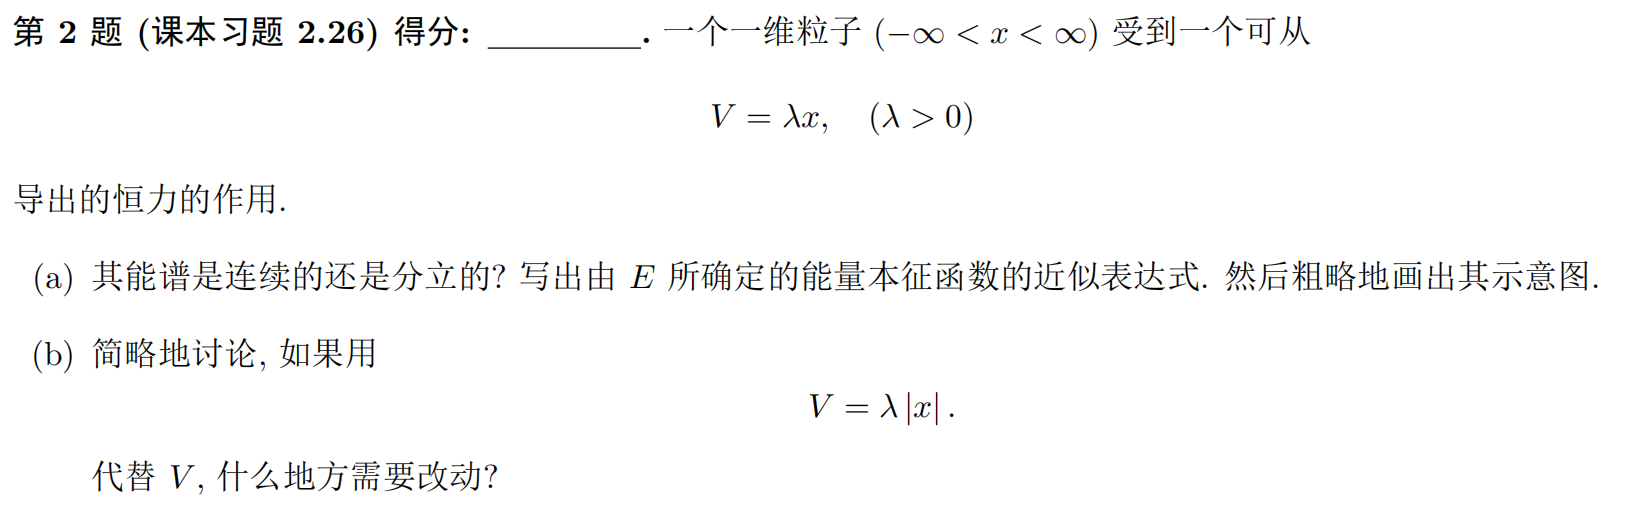 第 2 题 (课本习题 2.26) 得分: ________. 一个一维粒子 (−∞ < x < ∞) 受到一个可从
V = λx, (λ > 0)
导出的恒力的作用.
(a) 其能谱是连续的还是分立的? 写出由 E 所确定的能量本征函数的近似表达式. 然后粗略地画出其示意图.
(b) 简略地讨论, 如果用
V = λ |x| .
代替 V, 什么地方需要改动?